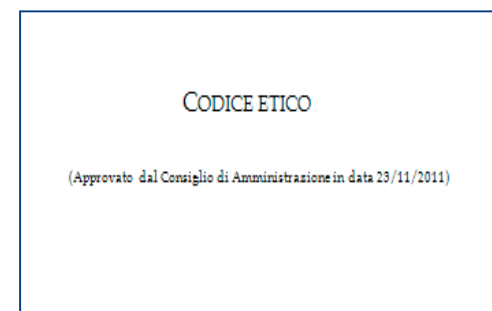 CODICE ETICO
(Approvato dal Consiglio di Amministrazione in data 23/11/2011)